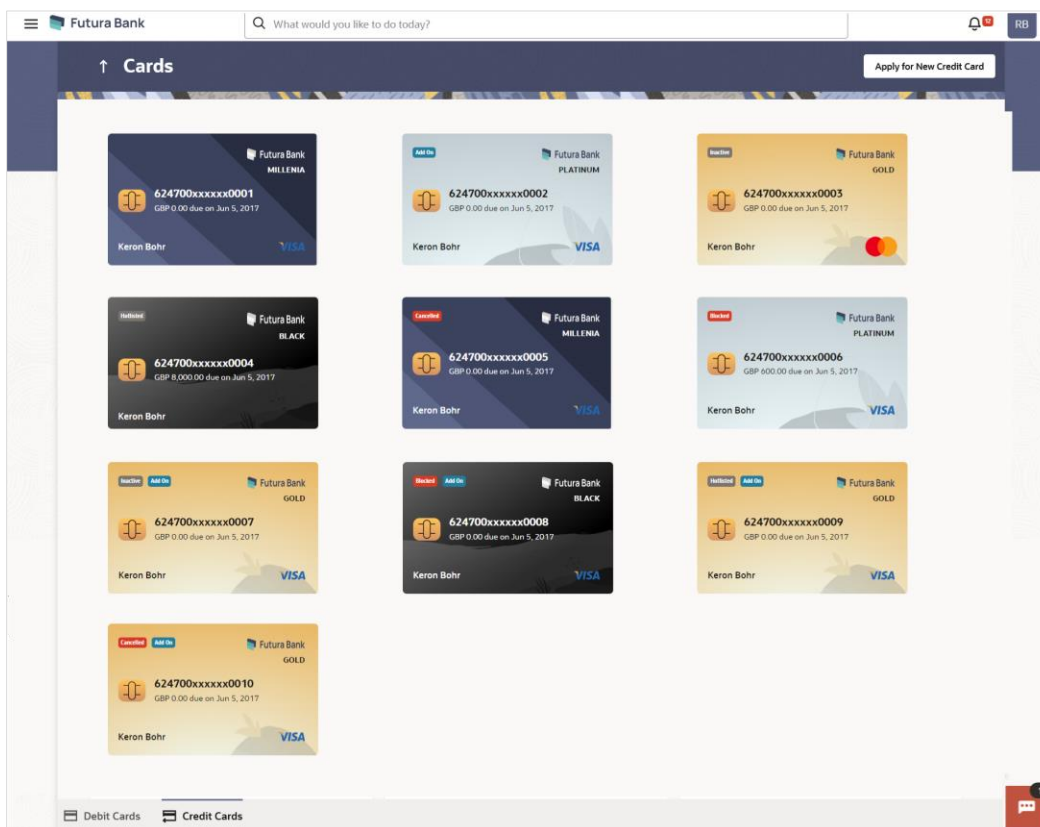 Futura Bank
What would you like to do today?
RB
↑ Cards
Apply for New Credit Card
Futura Bank
MILLENIA
624700xxxxxx0001
GBP 0.00 due on Jun 5, 2017
Keron Bohr
VISA
Add On
Futura Bank
PLATINUM
624700xxxxxx0002
GBP 0.00 due on Jun 5, 2017
Keron Bohr
VISA
Inactive
Futura Bank
GOLD
624700xxxxxx0003
GBP 0.00 due on Jun 5, 2017
Keron Bohr
Hotlisted
Futura Bank
BLACK
624700xxxxxx0004
GBP 8,000.00 due on Jun 5, 2017
Keron Bohr
Cancelled
Futura Bank
MILLENIA
624700xxxxxx0005
GBP 0.00 due on Jun 5, 2017
Keron Bohr
VISA
Blocked
Futura Bank
PLATINUM
624700xxxxxx0006
GBP 600.00 due on Jun 5, 2017
Keron Bohr
VISA
Inactive Add On
Futura Bank
GOLD
624700xxxxxx0007
GBP 0.00 due on Jun 5, 2017
Keron Bohr
VISA
Blocked Add On
Futura Bank
BLACK
624700xxxxxx0008
GBP 0.00 due on Jun 5, 2017
Keron Bohr
VISA
Hotlisted Add On
Futura Bank
GOLD
624700xxxxxx0009
GBP 0.00 due on Jun 5, 2017
Keron Bohr
VISA
Cancelled Add On
Futura Bank
GOLD
624700xxxxxx0010
GBP 0.00 due on Jun 5, 2017
Keron Bohr
VISA
Debit Cards
Credit Cards